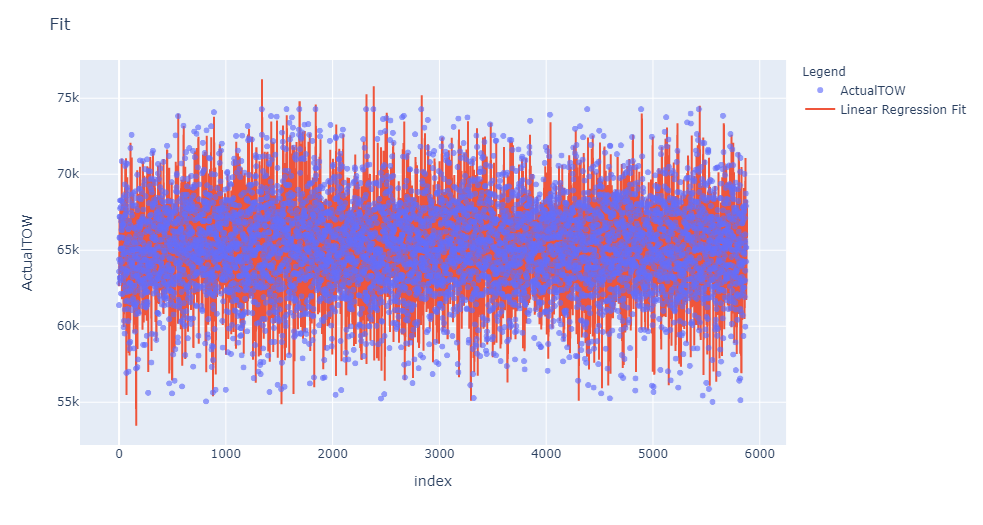 Fit
Legend
ActualTOW
Linear Regression Fit
ActualTOW
75k
70k
65k
60k
55k
0
1000
2000
3000
4000
5000
6000
index